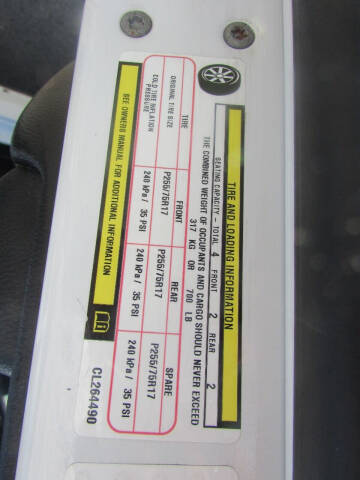 TIRE AND LOADING INFORMATION
SEATING CAPACITY - TOTAL 4 FRONT 2 REAR 2
THE COMBINED WEIGHT OF OCCUPANTS AND CARGO SHOULD NEVER EXCEED
317 KG OR 700 LB
TIRE FRONT REAR SPARE
ORIGINAL TIRE SIZE P255/75R17 P255/75R17 P255/75R17
COLD TIRE INFLATION
PRESSURE 240 kPa / 35 PSI 240 kPa / 35 PSI 240 kPa / 35 PSI
SEE OWNERS MANUAL FOR ADDITIONAL INFORMATION
CL264490